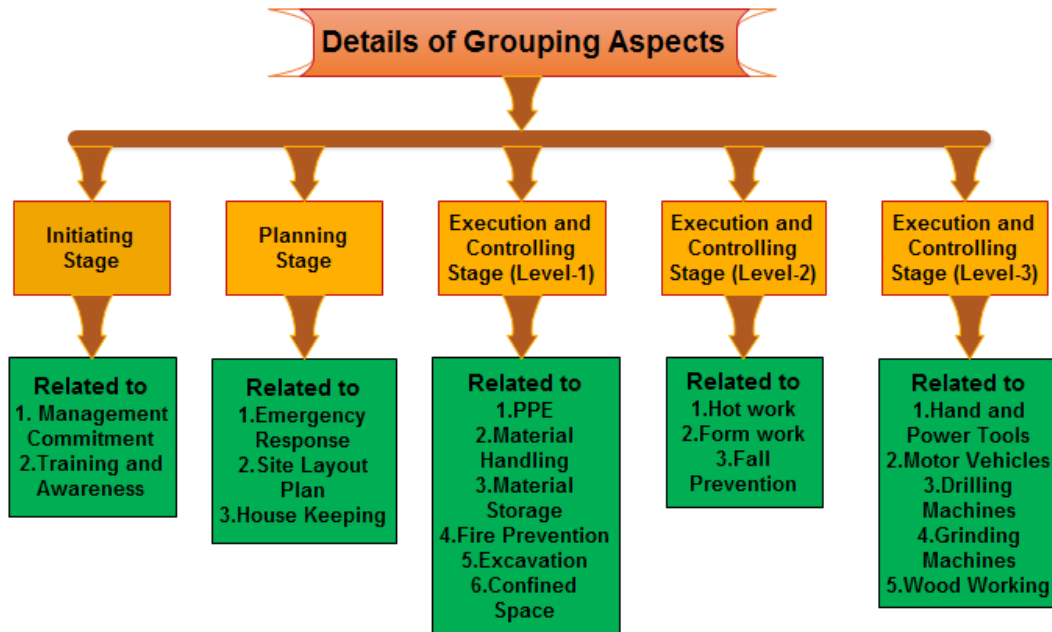 Details of Grouping Aspects
Initiating
Stage
Planning
Stage
Execution and
Controlling
Stage (Level-1)
Execution and
Controlling
Stage (Level-2)
Execution and
Controlling
Stage (Level-3)
Related to
1. Management
Commitment
2.Training and
Awareness
Related to
1.Emergency
Response
2.Site Layout
Plan
3.House Keeping
Related to
1.PPE
2.Material
Handling
3.Material
Storage
4.Fire Prevention
5.Excavation
6.Confined
Space
Related to
1.Hot work
2.Form work
3.Fall
Prevention
Related to
1.Hand and
Power Tools
2.Motor Vehicles
3.Drilling
Machines
4.Grinding
Machines
5.Wood Working